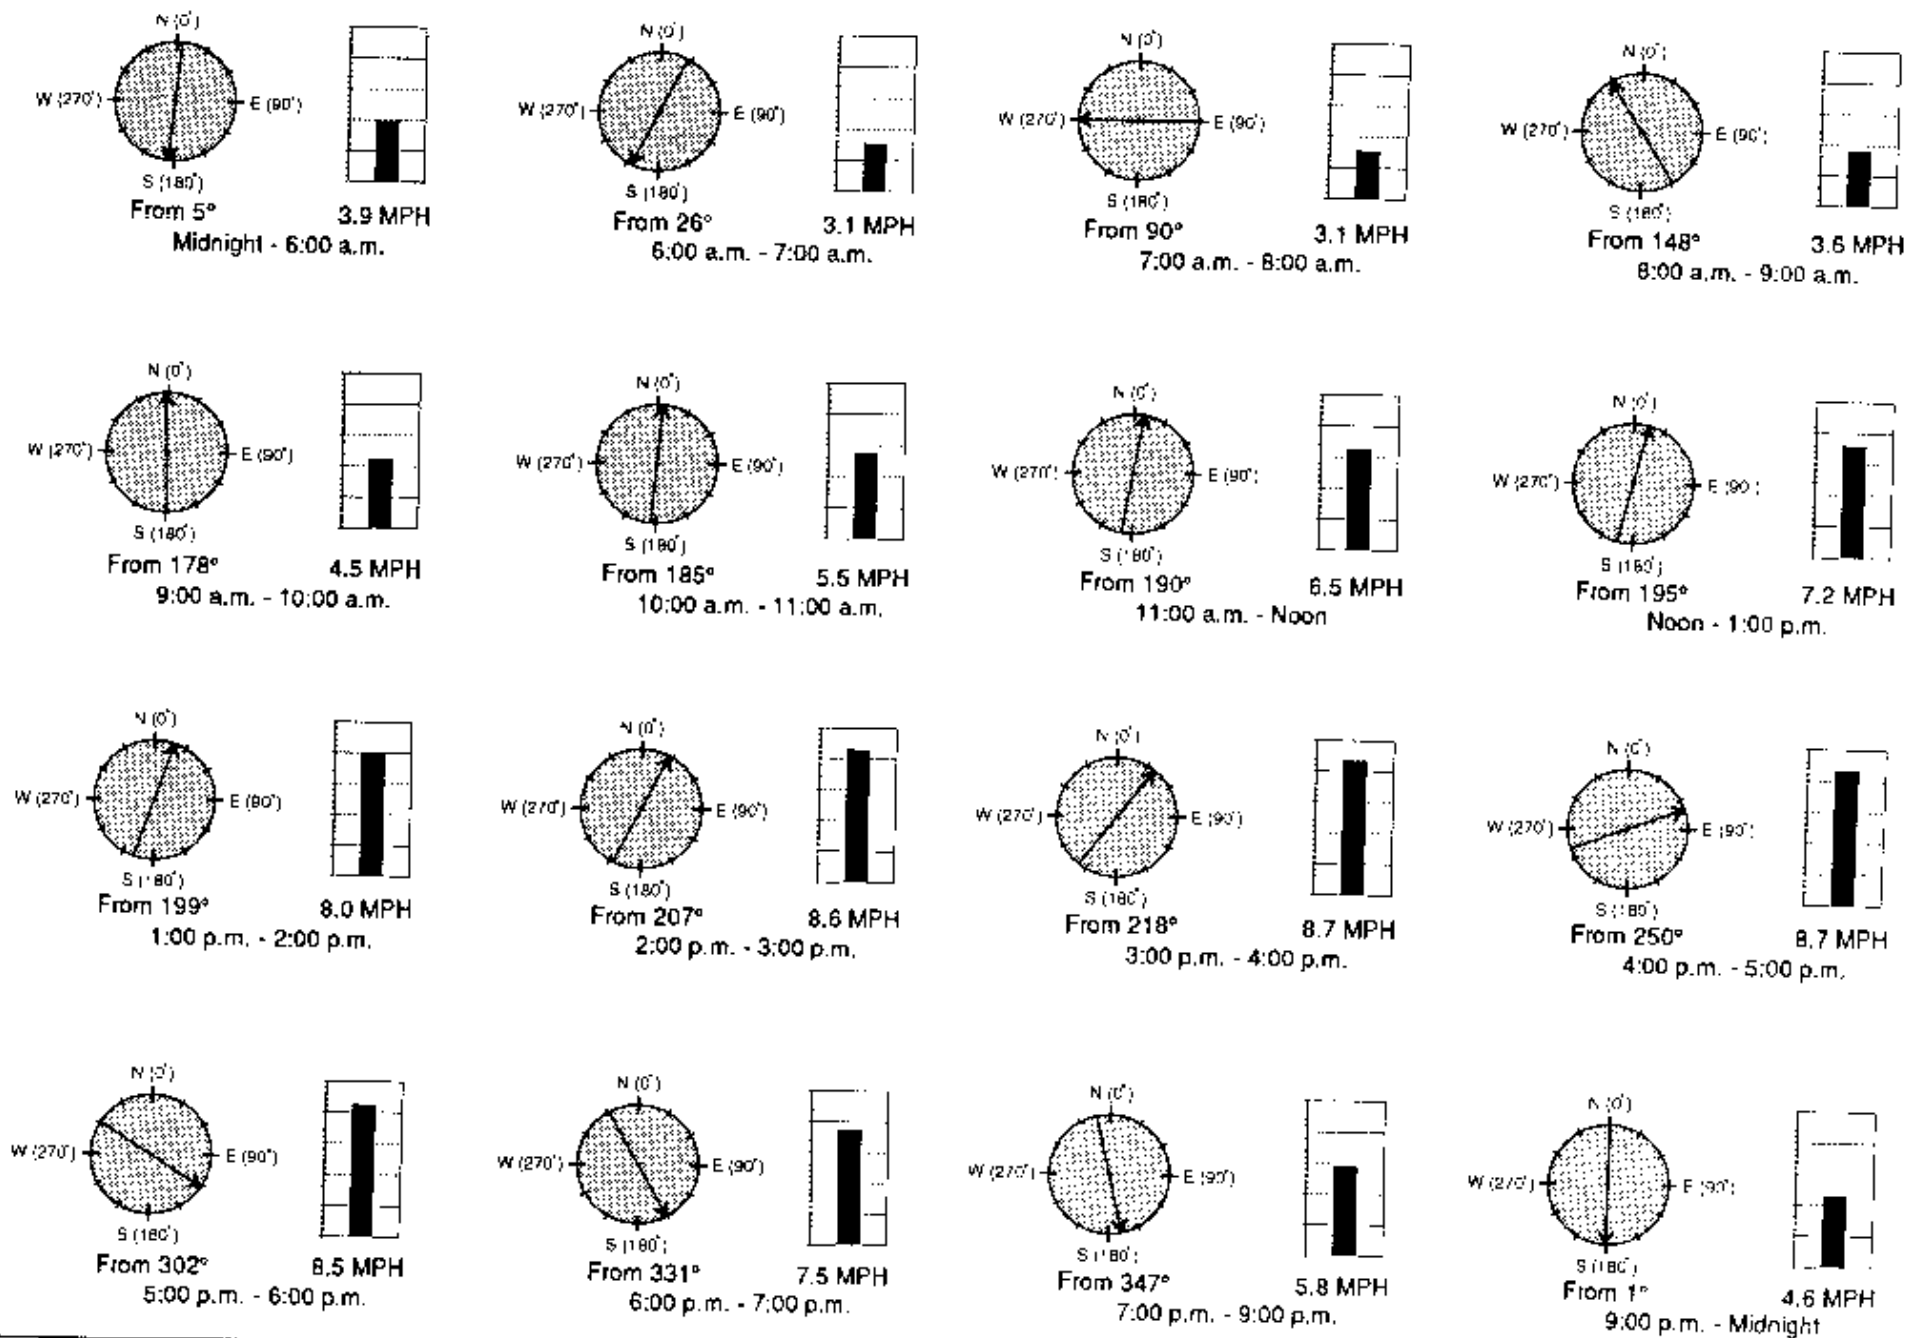 N (0°)
W (270°) E (90°)
S (180°)
From 5° 3.9 MPH
Midnight - 6:00 a.m.
N (0°)
W (270°) E (90°)
S (180°)
From 26° 3.1 MPH
6:00 a.m. - 7:00 a.m.
N (0°)
W (270°) E (90°)
S (180°)
From 90° 3.1 MPH
7:00 a.m. - 8:00 a.m.
N (0°)
W (270°) E (90°)
S (180°)
From 148° 3.6 MPH
8:00 a.m. - 9:00 a.m.
N (0°)
W (270°) E (90°)
S (180°)
From 178° 4.5 MPH
9:00 a.m. - 10:00 a.m.
N (0°)
W (270°) E (90°)
S (180°)
From 185° 5.5 MPH
10:00 a.m. - 11:00 a.m.
N (0°)
W (270°) E (90°)
S (180°)
From 190° 6.5 MPH
11:00 a.m. - Noon
N (0°)
W (270°) E (90°)
S (180°)
From 195° 7.2 MPH
Noon - 1:00 p.m.
N (0°)
W (270°) E (90°)
S (180°)
From 199° 8.0 MPH
1:00 p.m. - 2:00 p.m.
N (0°)
W (270°) E (90°)
S (180°)
From 207° 8.6 MPH
2:00 p.m. - 3:00 p.m.
N (0°)
W (270°) E (90°)
S (180°)
From 218° 8.7 MPH
3:00 p.m. - 4:00 p.m.
N (0°)
W (270°) E (90°)
S (180°)
From 250° 8.7 MPH
4:00 p.m. - 5:00 p.m.
N (0°)
W (270°) E (90°)
S (180°)
From 302° 8.5 MPH
5:00 p.m. - 6:00 p.m.
N (0°)
W (270°) E (90°)
S (180°)
From 331° 7.5 MPH
6:00 p.m. - 7:00 p.m.
N (0°)
W (270°) E (90°)
S (180°)
From 347° 5.8 MPH
7:00 p.m. - 9:00 p.m.
N (0°)
W (270°) E (90°)
S (180°)
From 1° 4.6 MPH
9:00 p.m. - Midnight